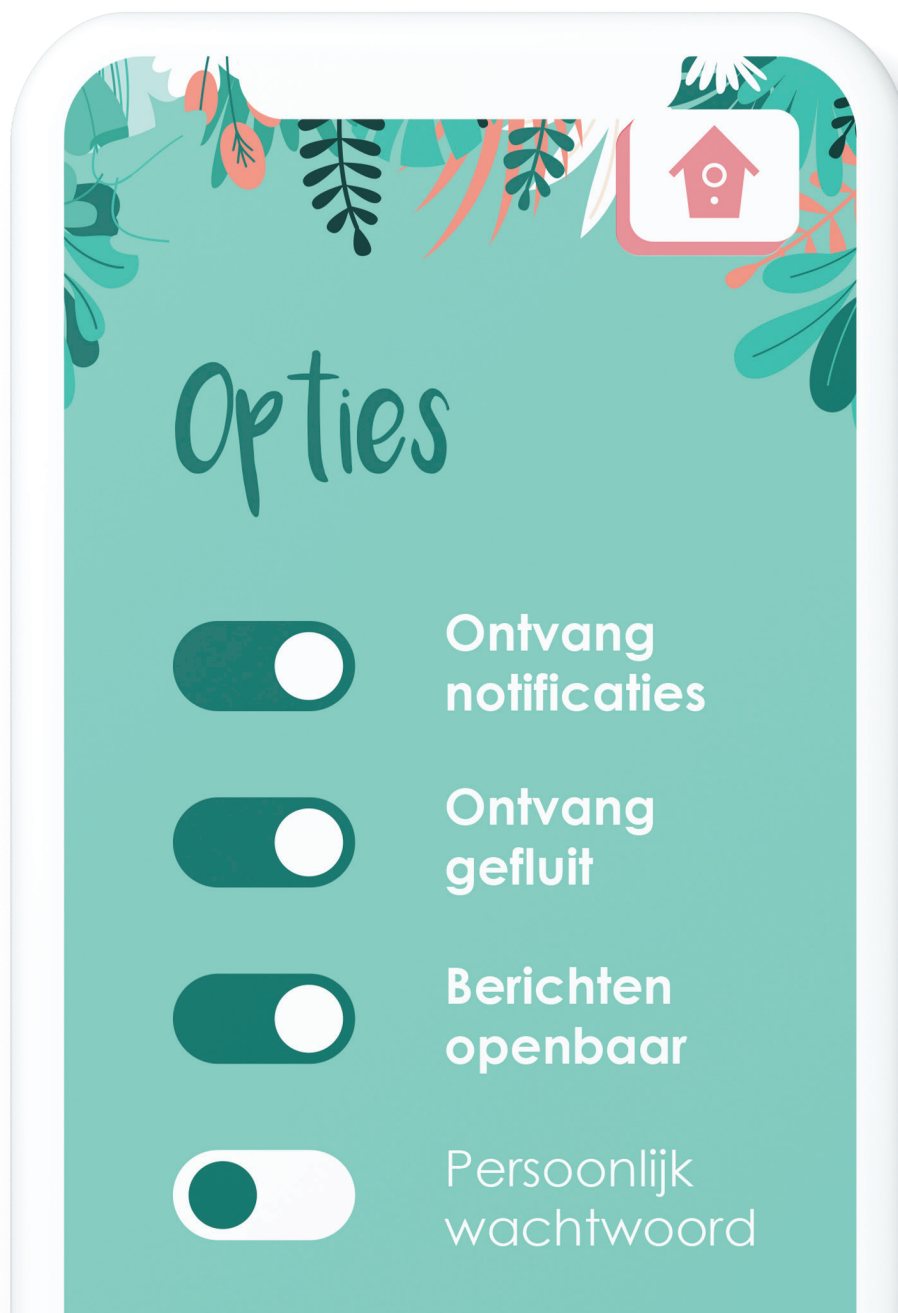 Opties
Ontvang
notificaties
Ontvang
gefluit
Berichten
openbaar
Persoonlijk
wachtwoord